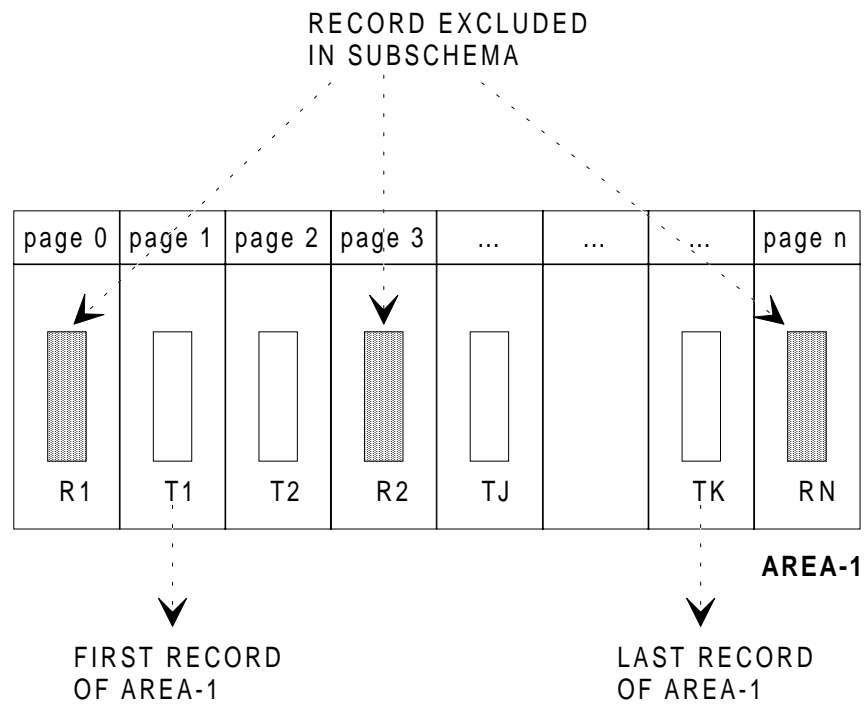 RECORD EXCLUDED
IN SUBSCHEMA
page 0 page 1 page 2 page 3 ... ... ... page n
R1 T1 T2 R2 TJ TK RN
AREA-1
FIRST RECORD
OF AREA-1
LAST RECORD
OF AREA-1